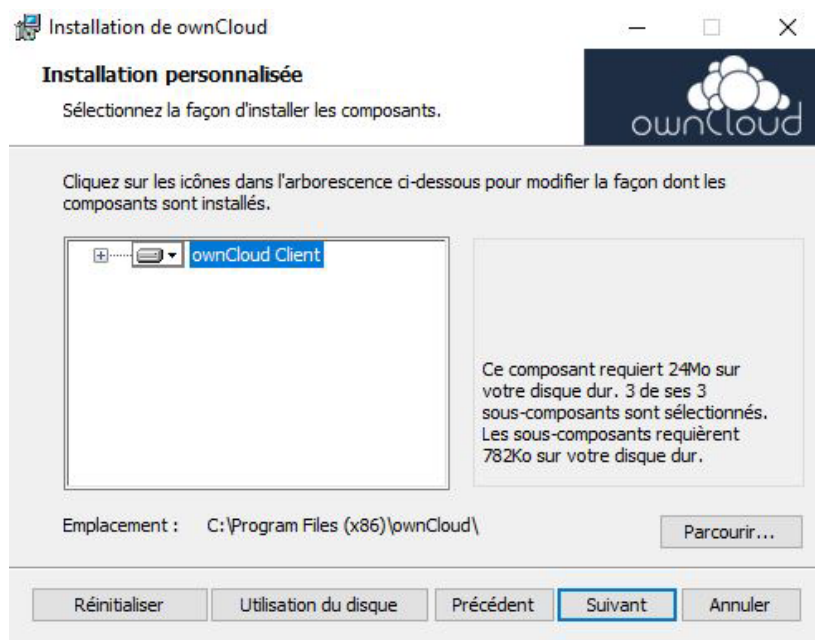 Installation de ownCloud
Installation personnalisée
Sélectionnez la façon d'installer les composants.
ownCloud
Cliquez sur les icônes dans l'arborescence ci-dessous pour modifier la façon dont les
composants sont installés.
ownCloud Client
Ce composant requiert 24Mo sur
votre disque dur. 3 de ses 3
sous-composants sont sélectionnés.
Les sous-composants requièrent
782Ko sur votre disque dur.
Emplacement : C:\Program Files (x86)\ownCloud\
Parcourir...
Réinitialiser Utilisation du disque Précédent Suivant Annuler